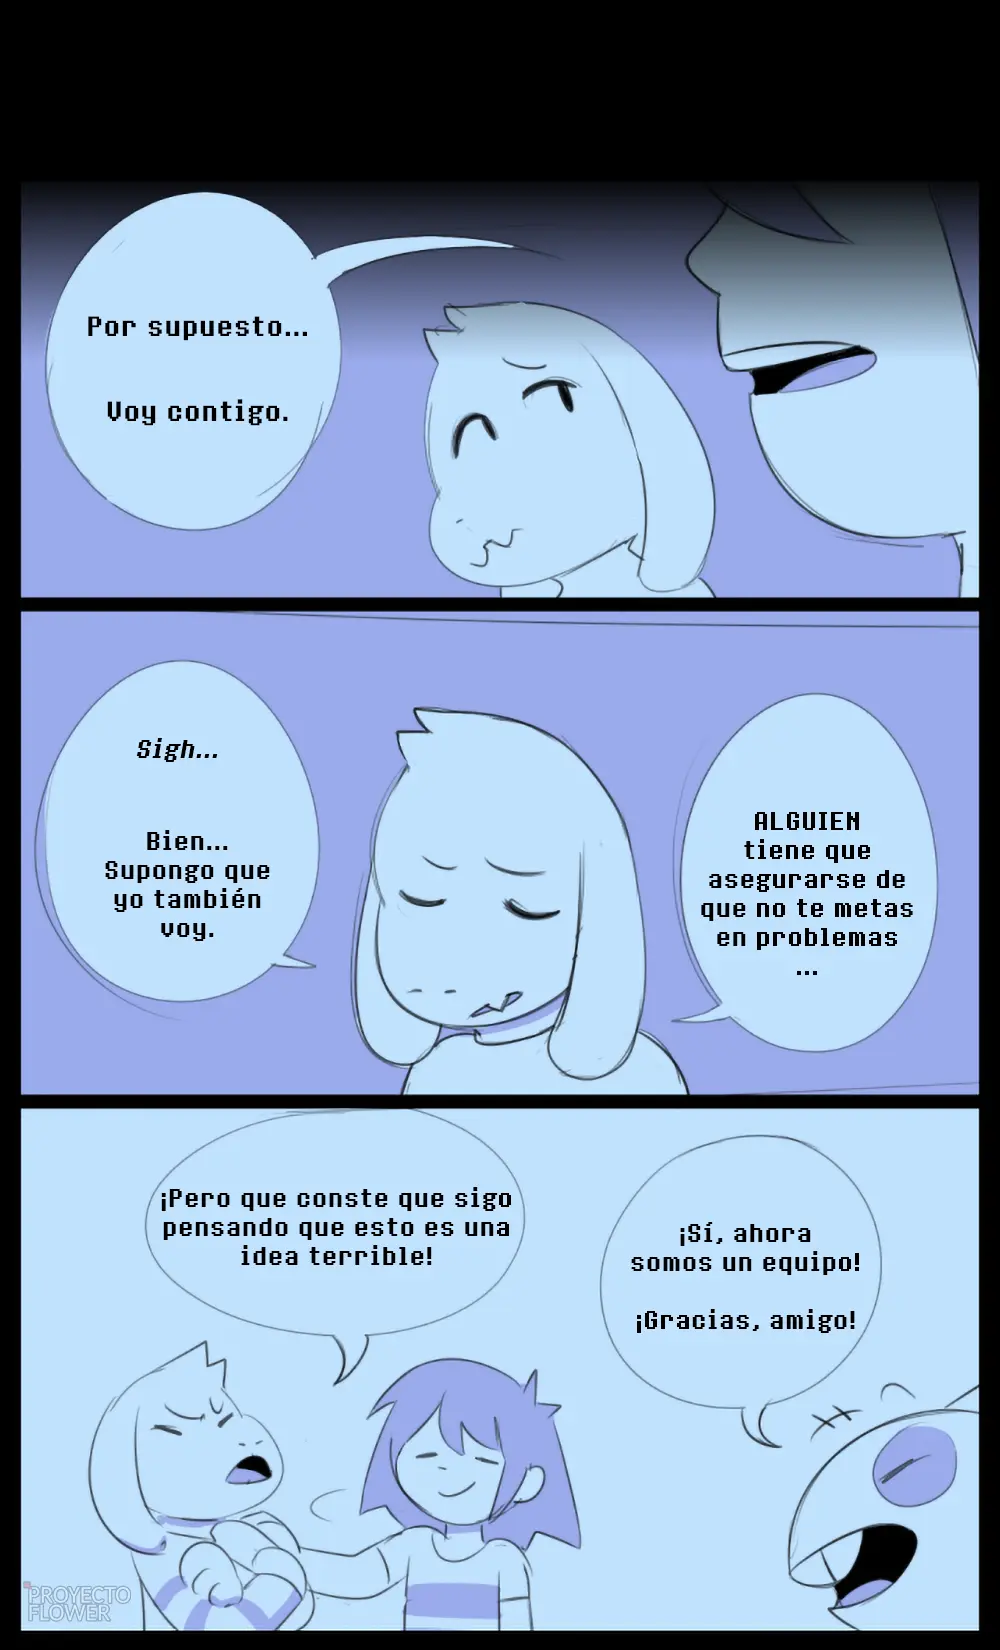 Por supuesto...
Voy contigo.
Sigh...
Bien...
Supongo que
yo también
voy.
ALGUIEN
tiene que
asegurarse de
que no te metas
en problemas
...
¡Pero que conste que sigo
pensando que esto es una
idea terrible!
¡Sí, ahora
somos un equipo!
¡Gracias, amigo!
PROYECTO
FLOWER